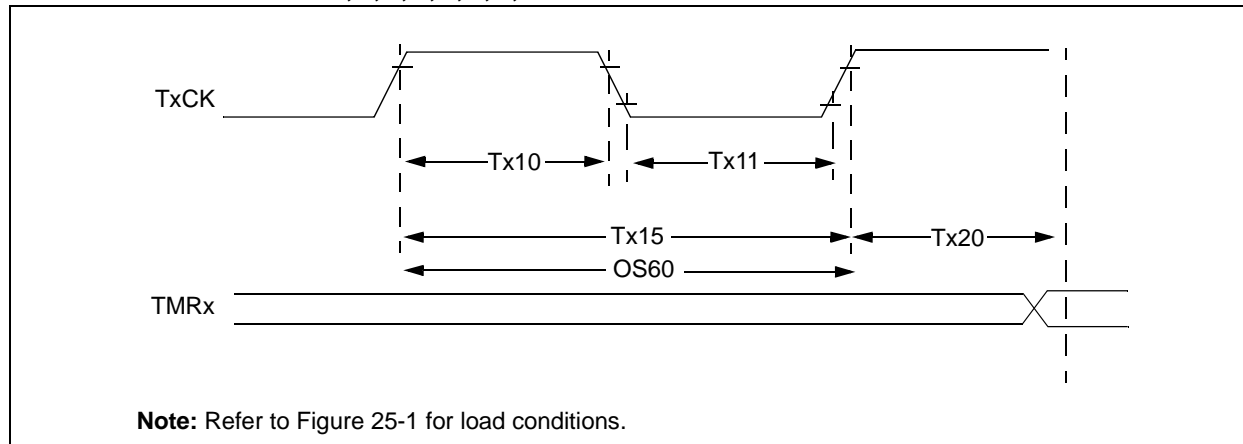 TxCK
Tx10
Tx11
Tx15
Tx20
OS60
TMRx
Note: Refer to Figure 25-1 for load conditions.